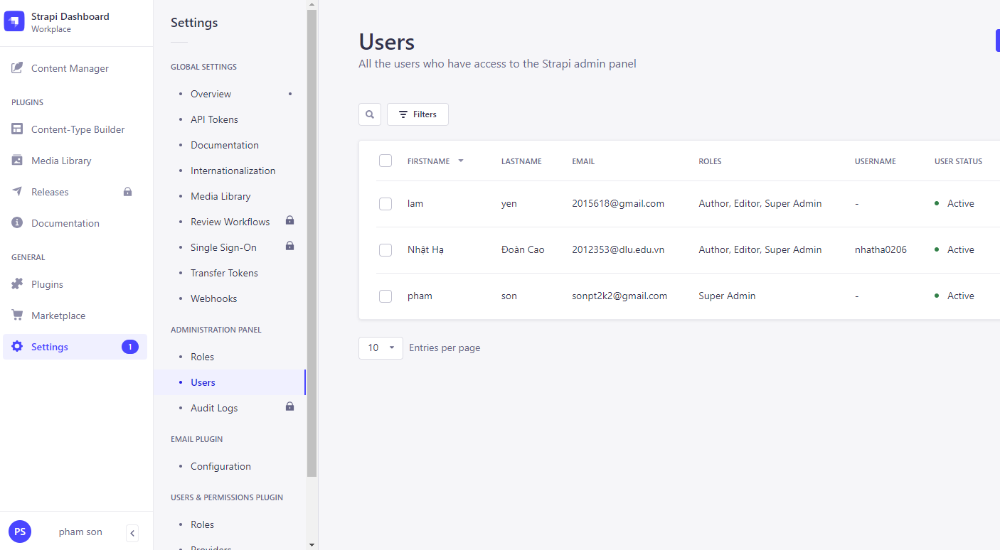 Strapi Dashboard
Workplace
Content Manager
PLUGINS
Content-Type Builder
Media Library
Releases
Documentation
GENERAL
Plugins
Marketplace
Settings 1
PS pham son
Settings
GLOBAL SETTINGS
Overview
API Tokens
Documentation
Internationalization
Media Library
Review Workflows
Single Sign-On
Transfer Tokens
Webhooks
ADMINISTRATION PANEL
Roles
Users
Audit Logs
EMAIL PLUGIN
Configuration
USERS & PERMISSIONS PLUGIN
Roles
Providers
Users
All the users who have access to the Strapi admin panel
Filters
FIRSTNAME LASTNAME EMAIL ROLES USERNAME USER STATUS
lam yen 2015618@gmail.com Author, Editor, Super Admin - Active
Nhật Hạ Đoàn Cao 2012353@dlu.edu.vn Author, Editor, Super Admin nhatha0206 Active
pham son sonpt2k2@gmail.com Super Admin - Active
10 Entries per page